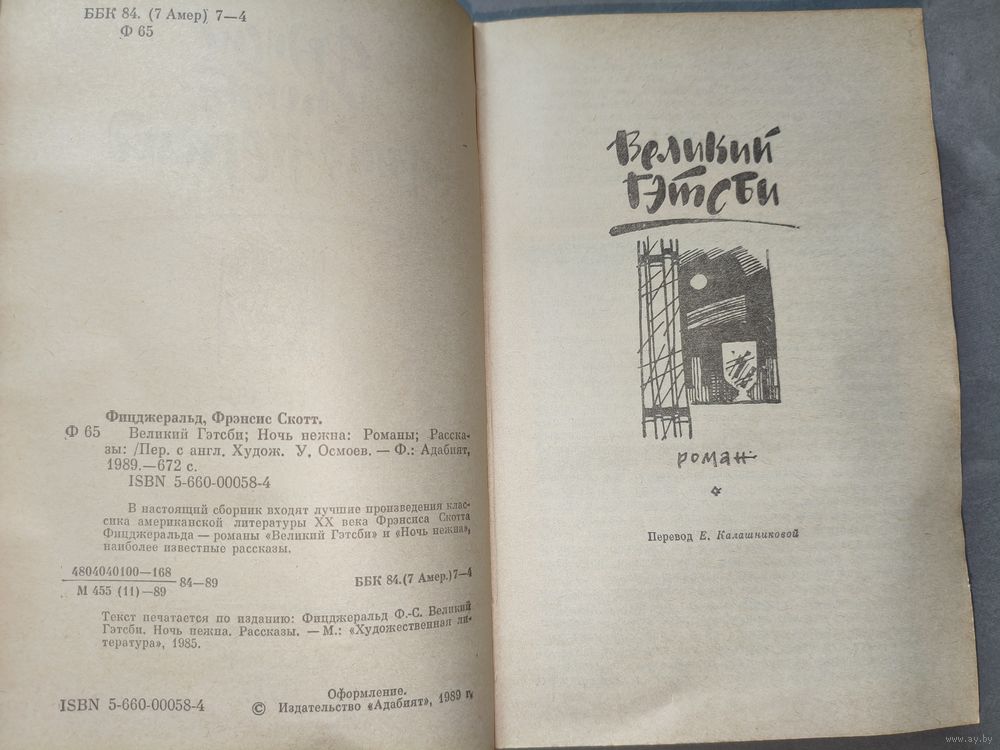 ББК 84. (7 Амер) 7—4
Ф 65
Фицджеральд, Фрэнсис Скотт.
Ф 65 Великий Гэтсби; Ночь нежна: Романы; Расска-
зы: /Пер. с англ. Худож. У. Осмоев. — Ф.: Адабият,
1989.—672 с.
ISBN 5-660-00058-4
В настоящий сборник входят лучшие произведения клас-
сика американской литературы XX века Фрэнсиса Скотта
Фицджеральда — романы «Великий Гэтсби» и «Ночь нежна»,
наиболее известные рассказы.
4804040100—168
М 455 (11)—89
84—89
ББК 84.(7 Амер.) 7—4
Текст печатается по изданию: Фицджеральд Ф.-С. Великий
Гэтсби. Ночь нежна. Рассказы. — М.: «Художественная ли-
тература», 1985.
ISBN 5-660-00058-4
Оформление.
© Издательство «Адабият», 1989 г.
Великий
Гэтсби
роман
Перевод Е. Калашниковой
www.ay.by